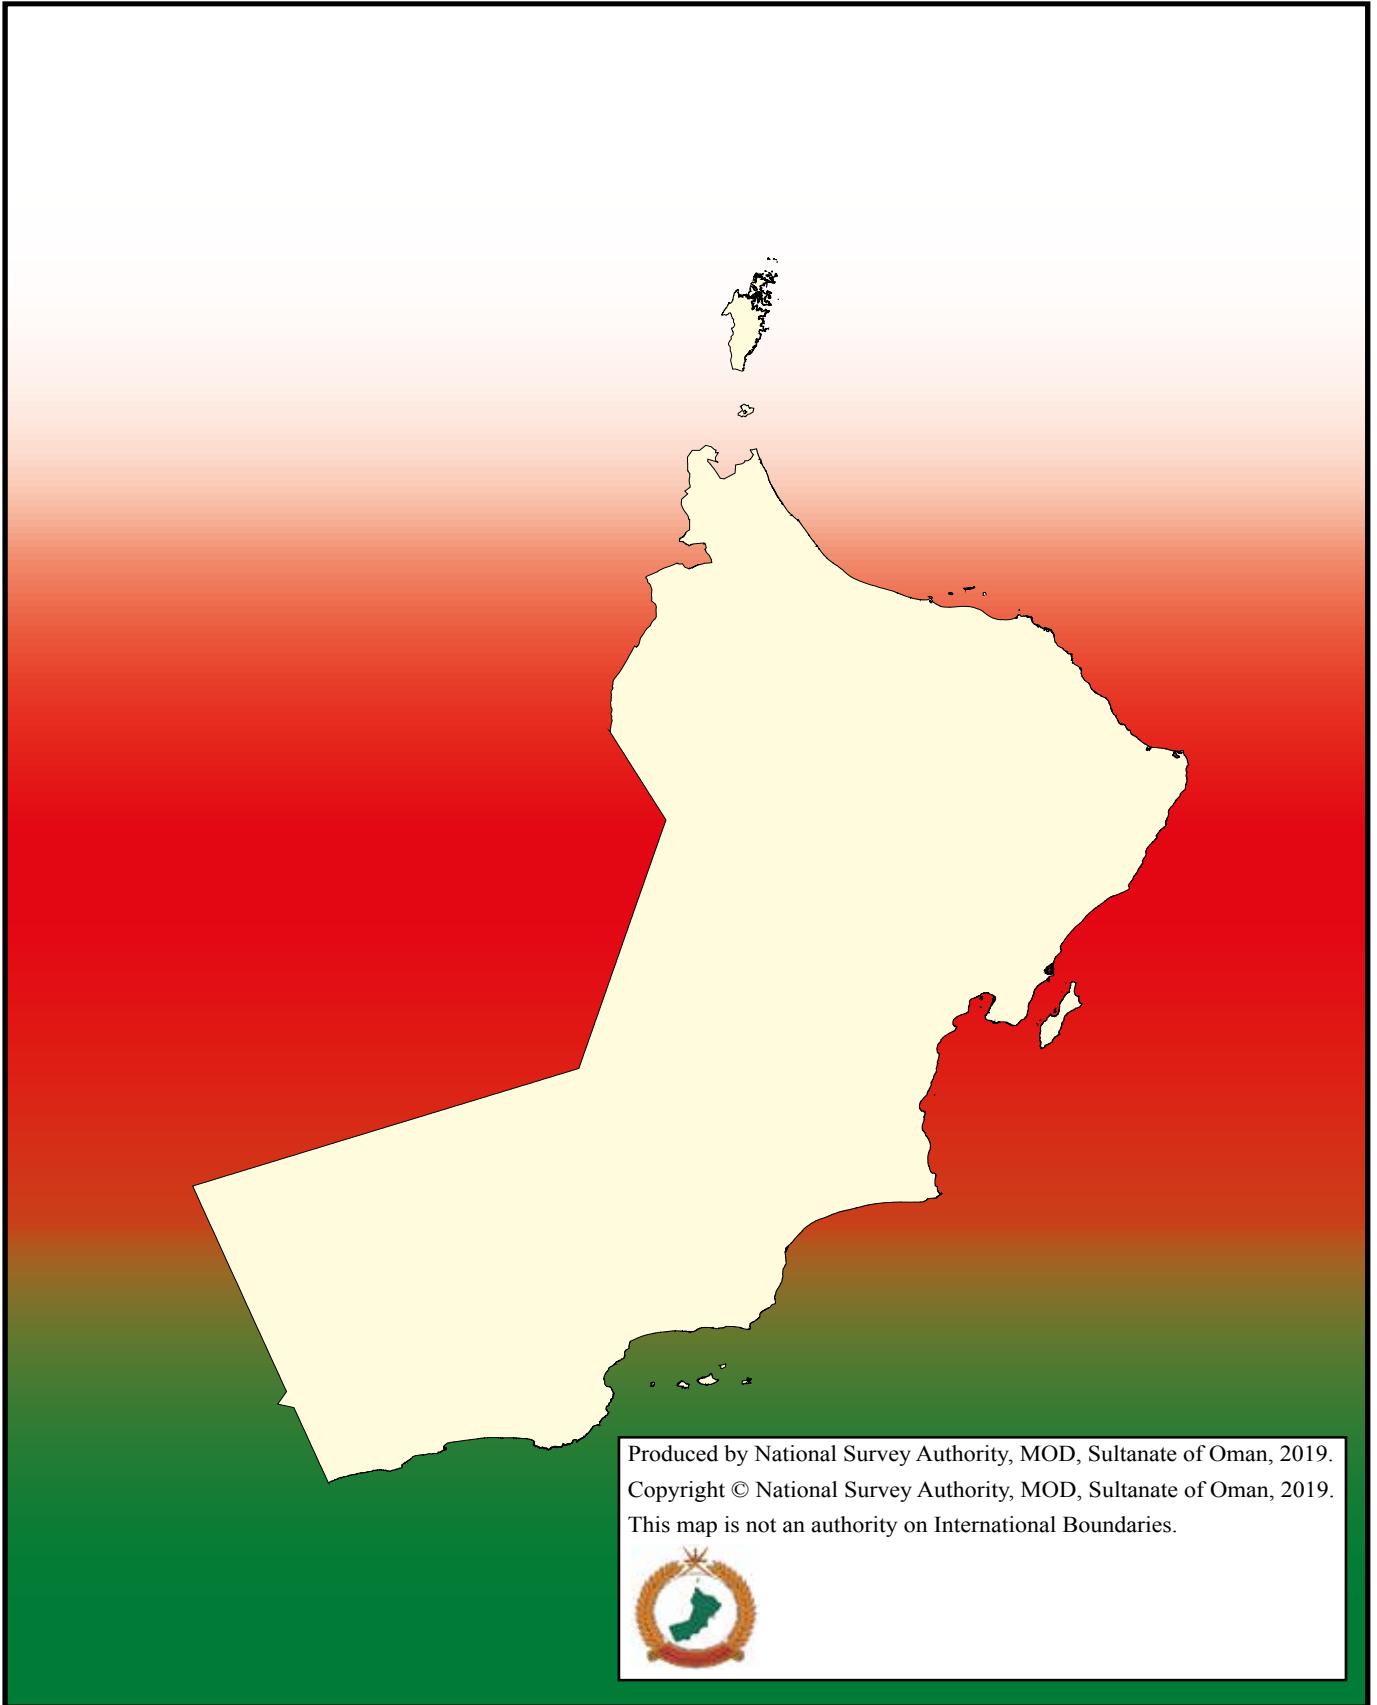 Produced by National Survey Authority, MOD, Sultanate of Oman, 2019.
Copyright © National Survey Authority, MOD, Sultanate of Oman, 2019.
This map is not an authority on International Boundaries.